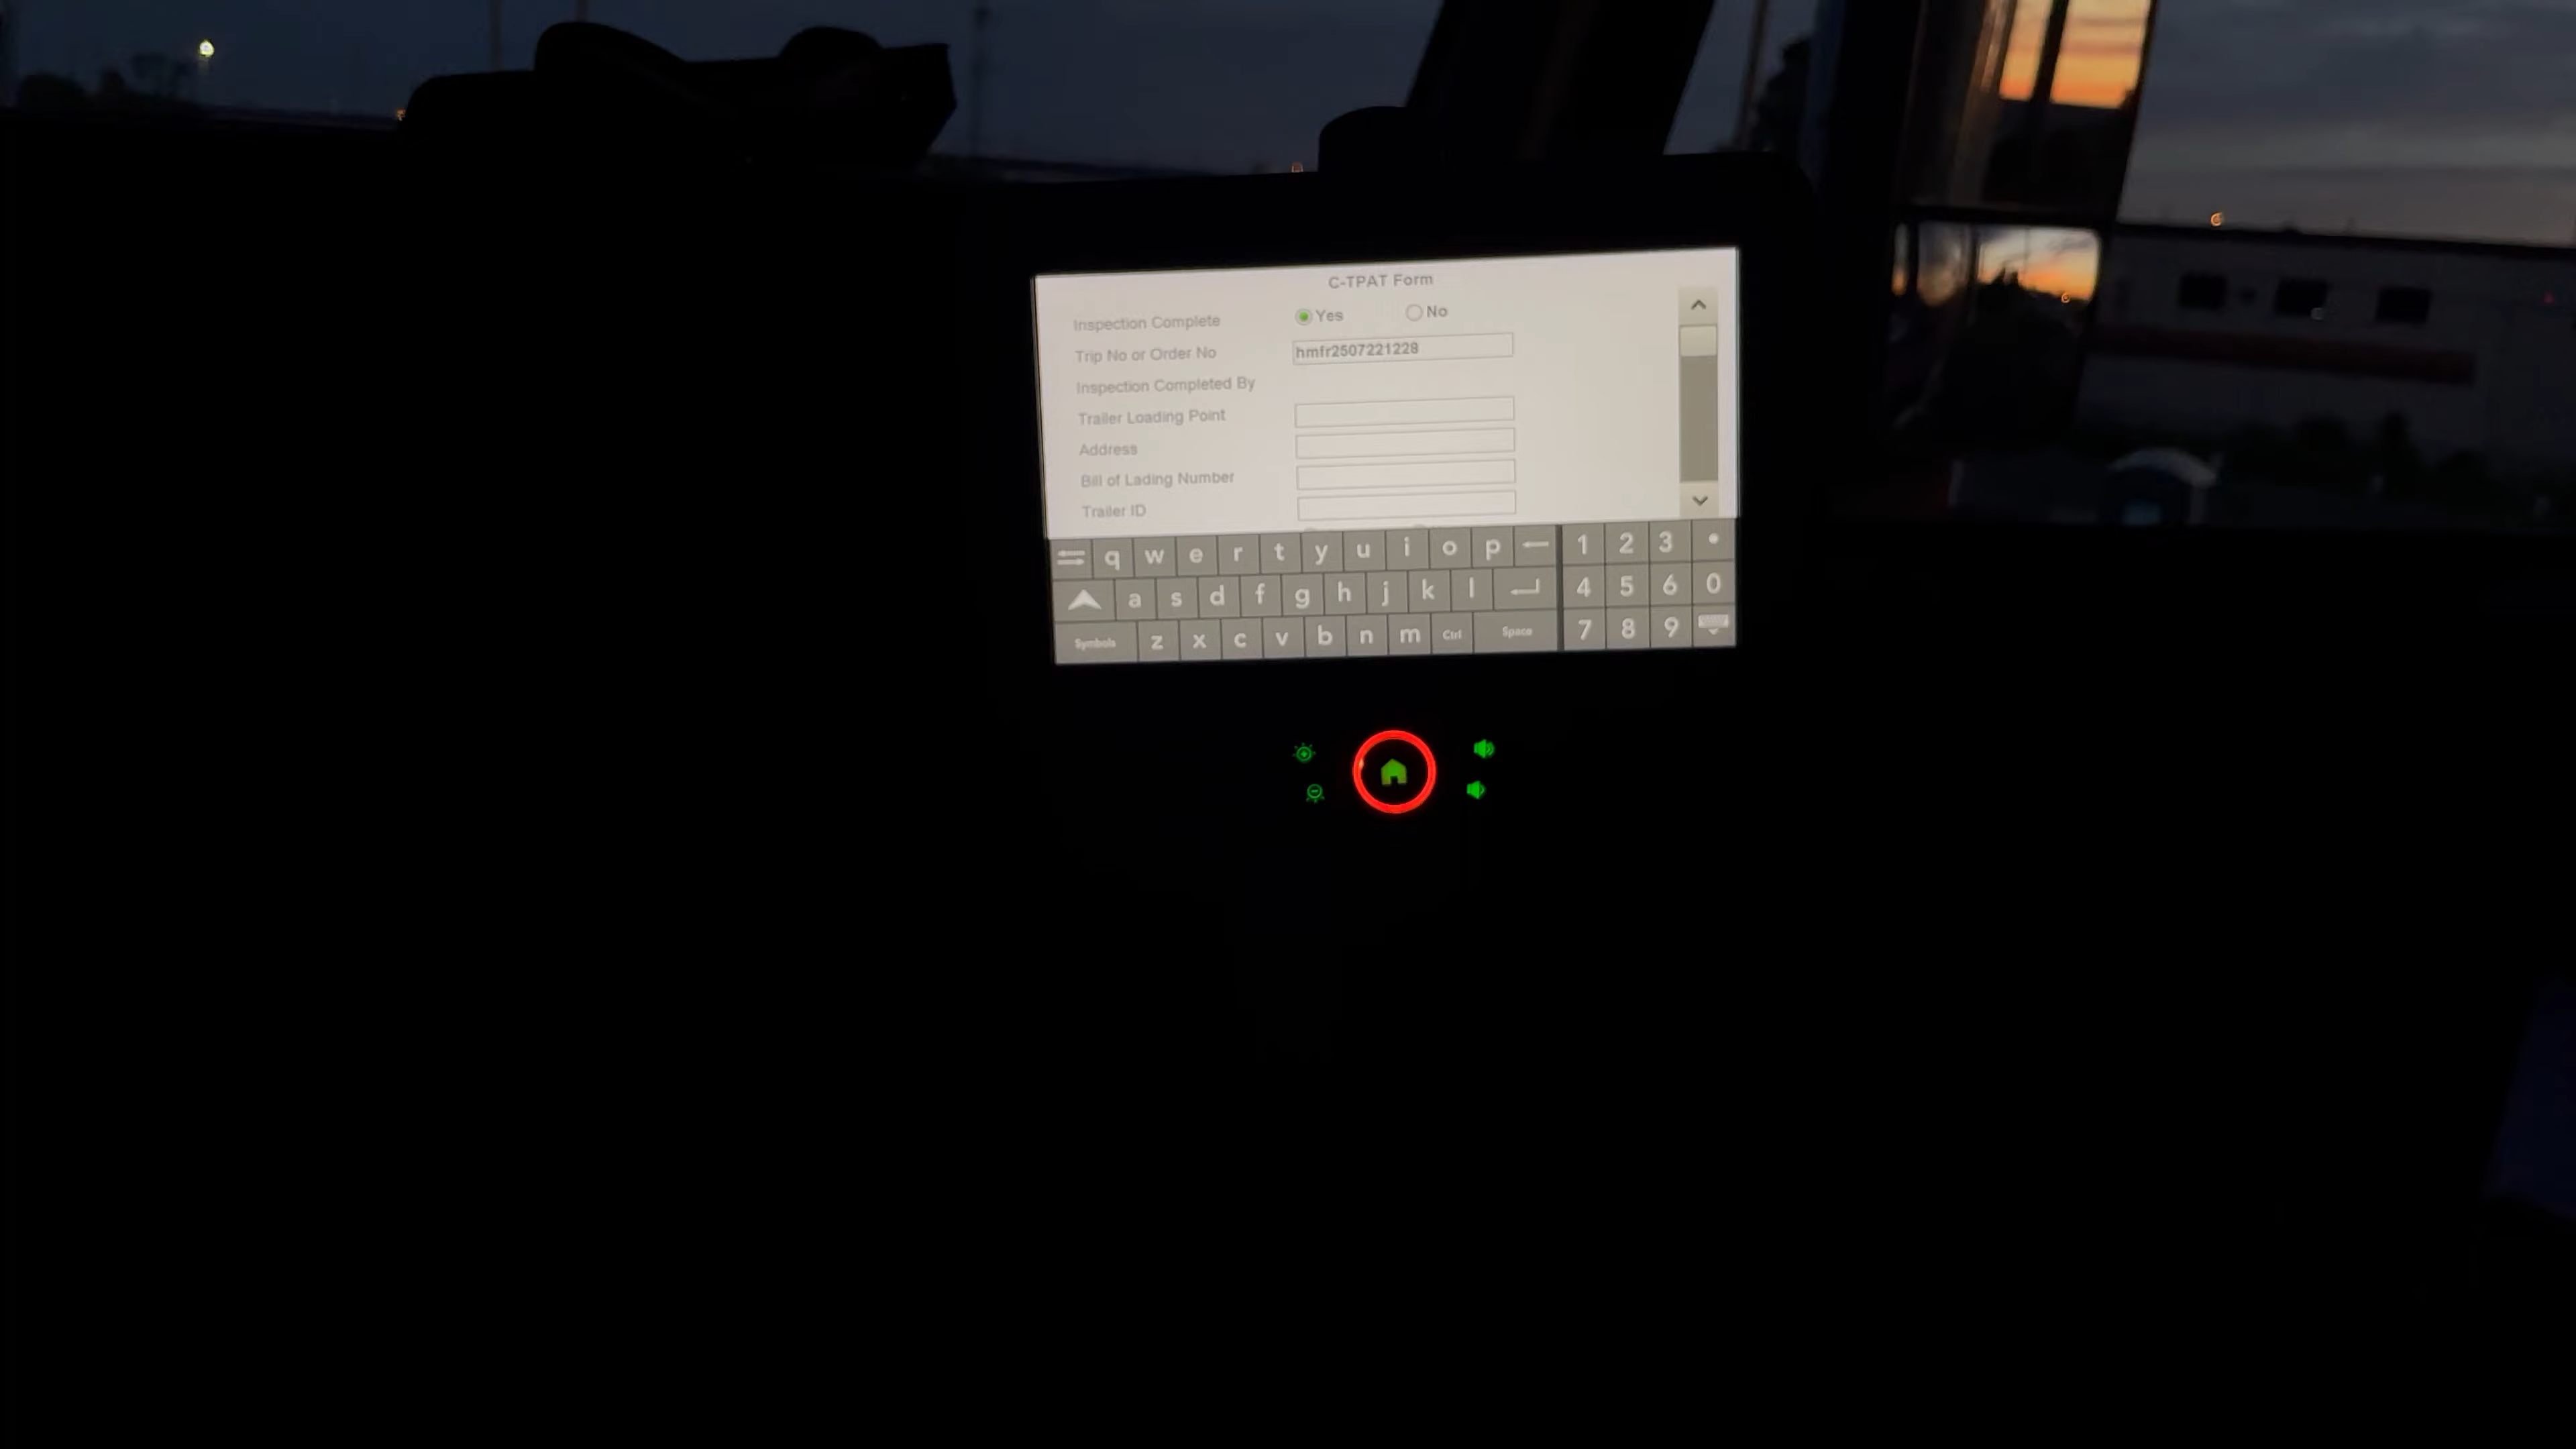 C-TPAT Form
Inspection Complete Yes No
Trip No or Order No hmfr2507221228
Inspection Completed By
Trailer Loading Point
Address
Bill of Lading Number
Trailer ID
q w e r t y u i o p 1 2 3 •
a s d f g h j k l 4 5 6 0
Symbols z x c v b n m Ctrl Space 7 8 9